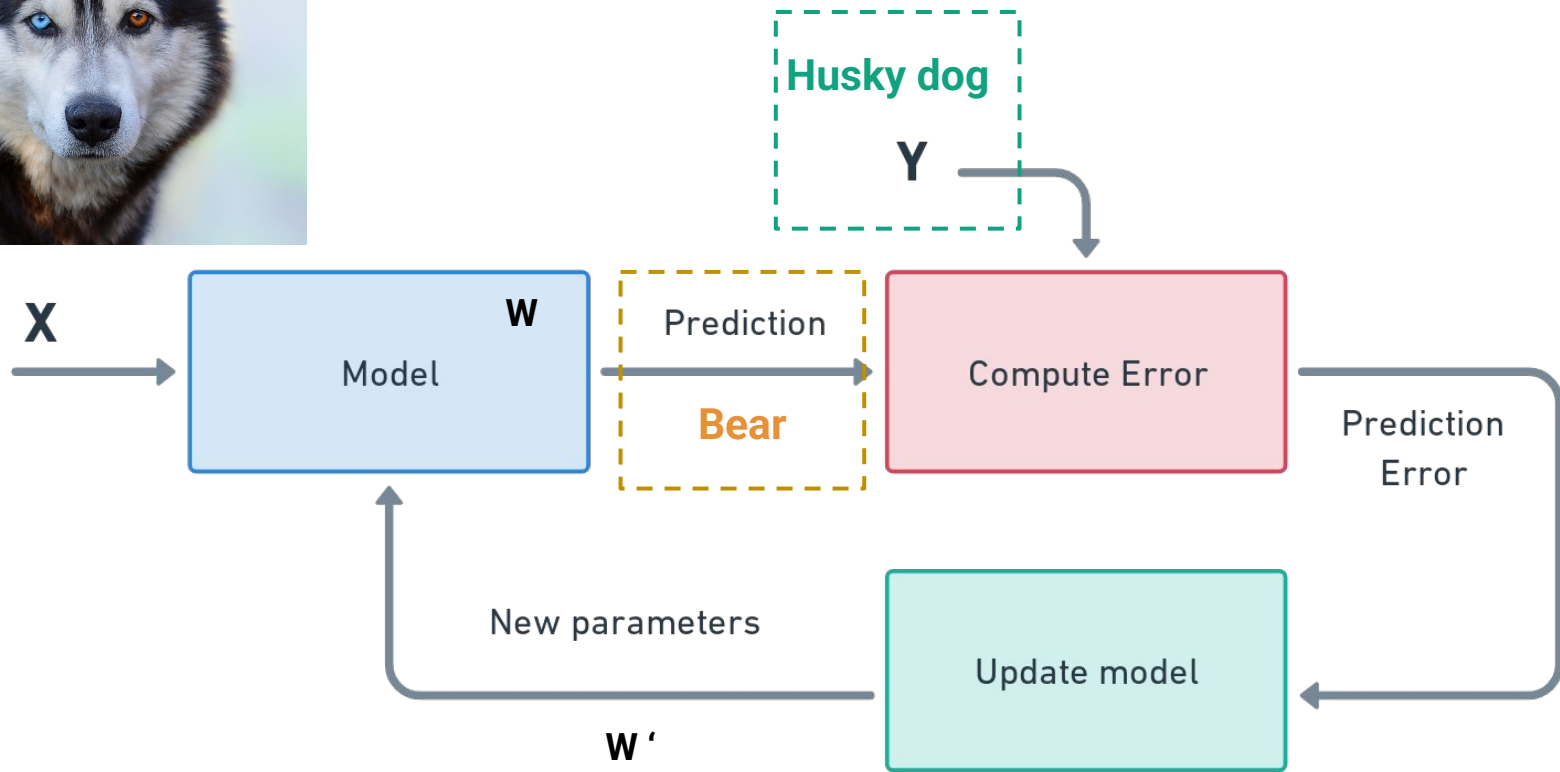 Husky dog
Y
X
W
Model
Prediction
Bear
Compute Error
Prediction
Error
New parameters
Update model
W ‘